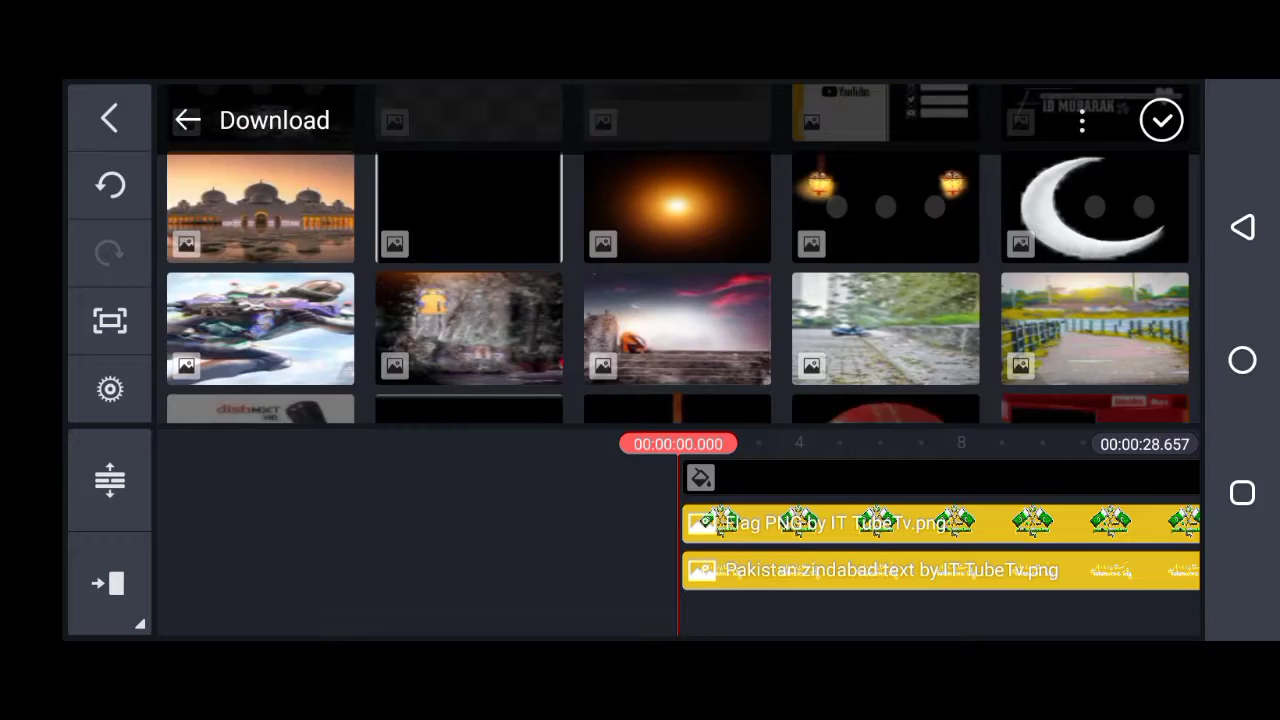 YouTube
iD MUBARAK
Download
dishNXT
HD
00:00:00.000
4
8
00:00:28.657
Flag PNG by IT TubeTv.png
Pakistan zindabad text by IT TubeTv.png